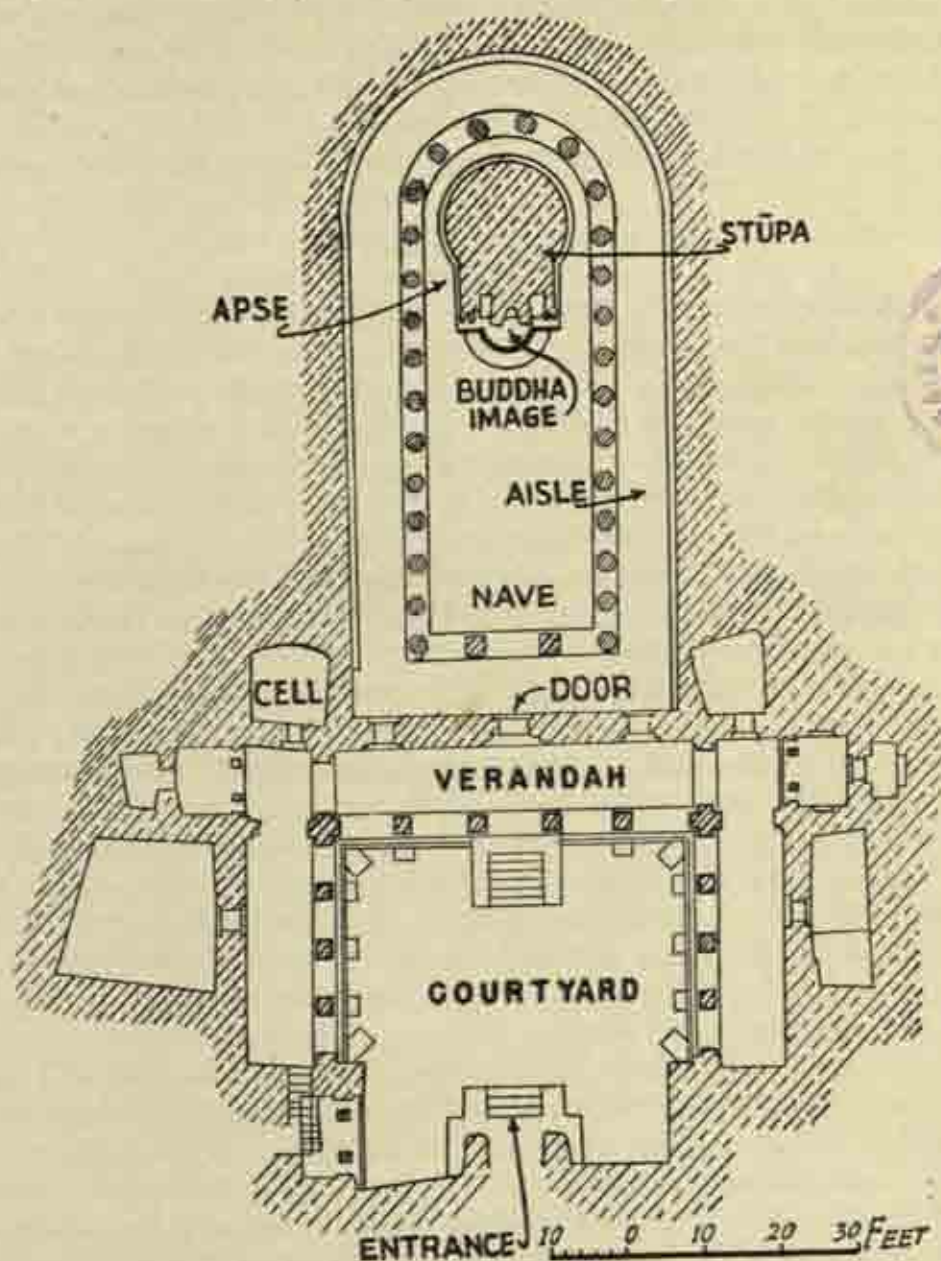 STŪPA
APSE
BUDDHA
IMAGE
AISLE
NAVE
CELL
DOOR
VERANDAH
COURTYARD
ENTRANCE
10 0 10 20 30 FEET